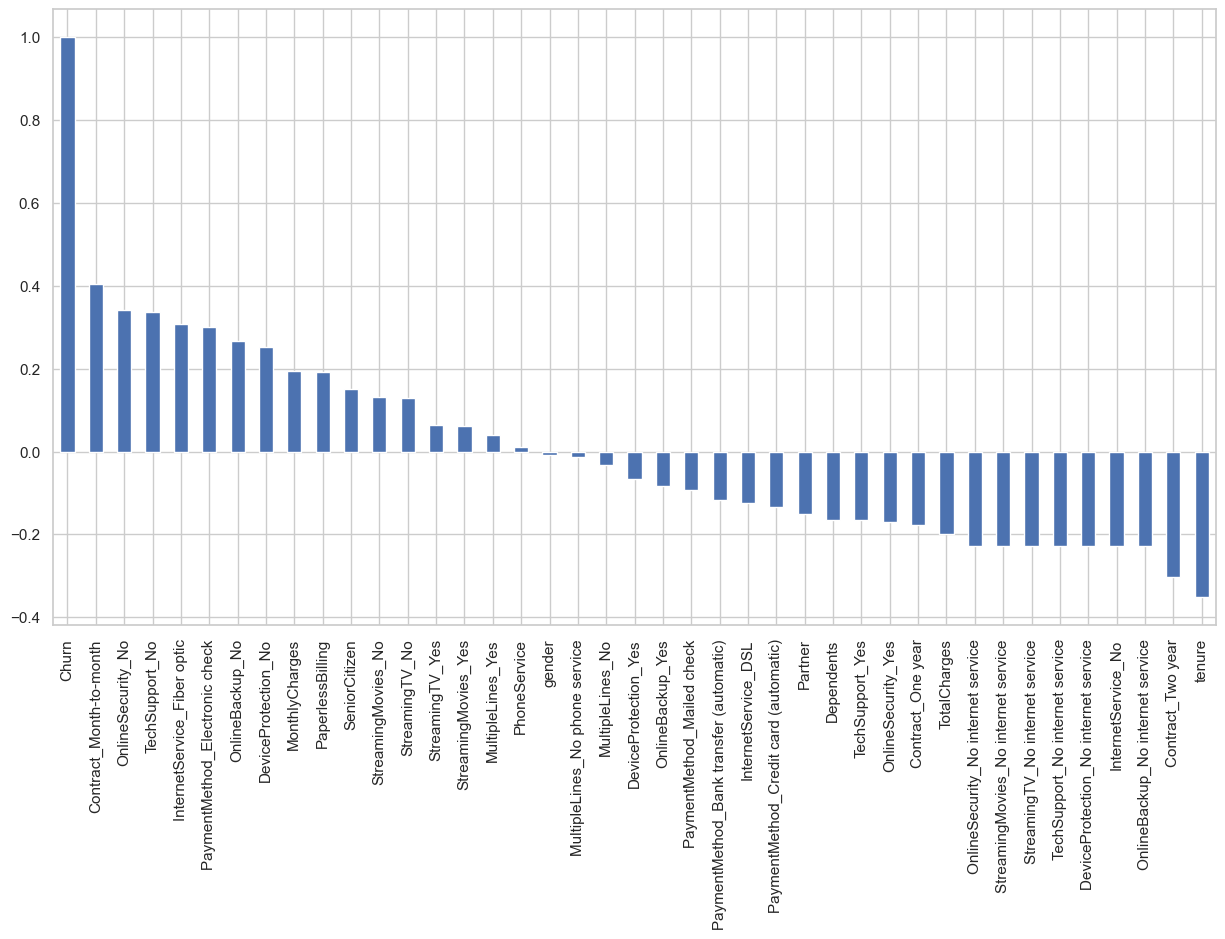 1.0
0.8
0.6
0.4
0.2
0.0
−0.2
−0.4
Churn
Contract_Month-to-month
OnlineSecurity_No
TechSupport_No
InternetService_Fiber optic
PaymentMethod_Electronic check
OnlineBackup_No
DeviceProtection_No
MonthlyCharges
PaperlessBilling
SeniorCitizen
StreamingMovies_No
StreamingTV_No
StreamingTV_Yes
StreamingMovies_Yes
MultipleLines_Yes
PhoneService
gender
MultipleLines_No phone service
MultipleLines_No
DeviceProtection_Yes
OnlineBackup_Yes
PaymentMethod_Mailed check
PaymentMethod_Bank transfer (automatic)
InternetService_DSL
PaymentMethod_Credit card (automatic)
Partner
Dependents
TechSupport_Yes
OnlineSecurity_Yes
Contract_One year
TotalCharges
OnlineSecurity_No internet service
StreamingMovies_No internet service
StreamingTV_No internet service
TechSupport_No internet service
DeviceProtection_No internet service
InternetService_No
OnlineBackup_No internet service
Contract_Two year
tenure